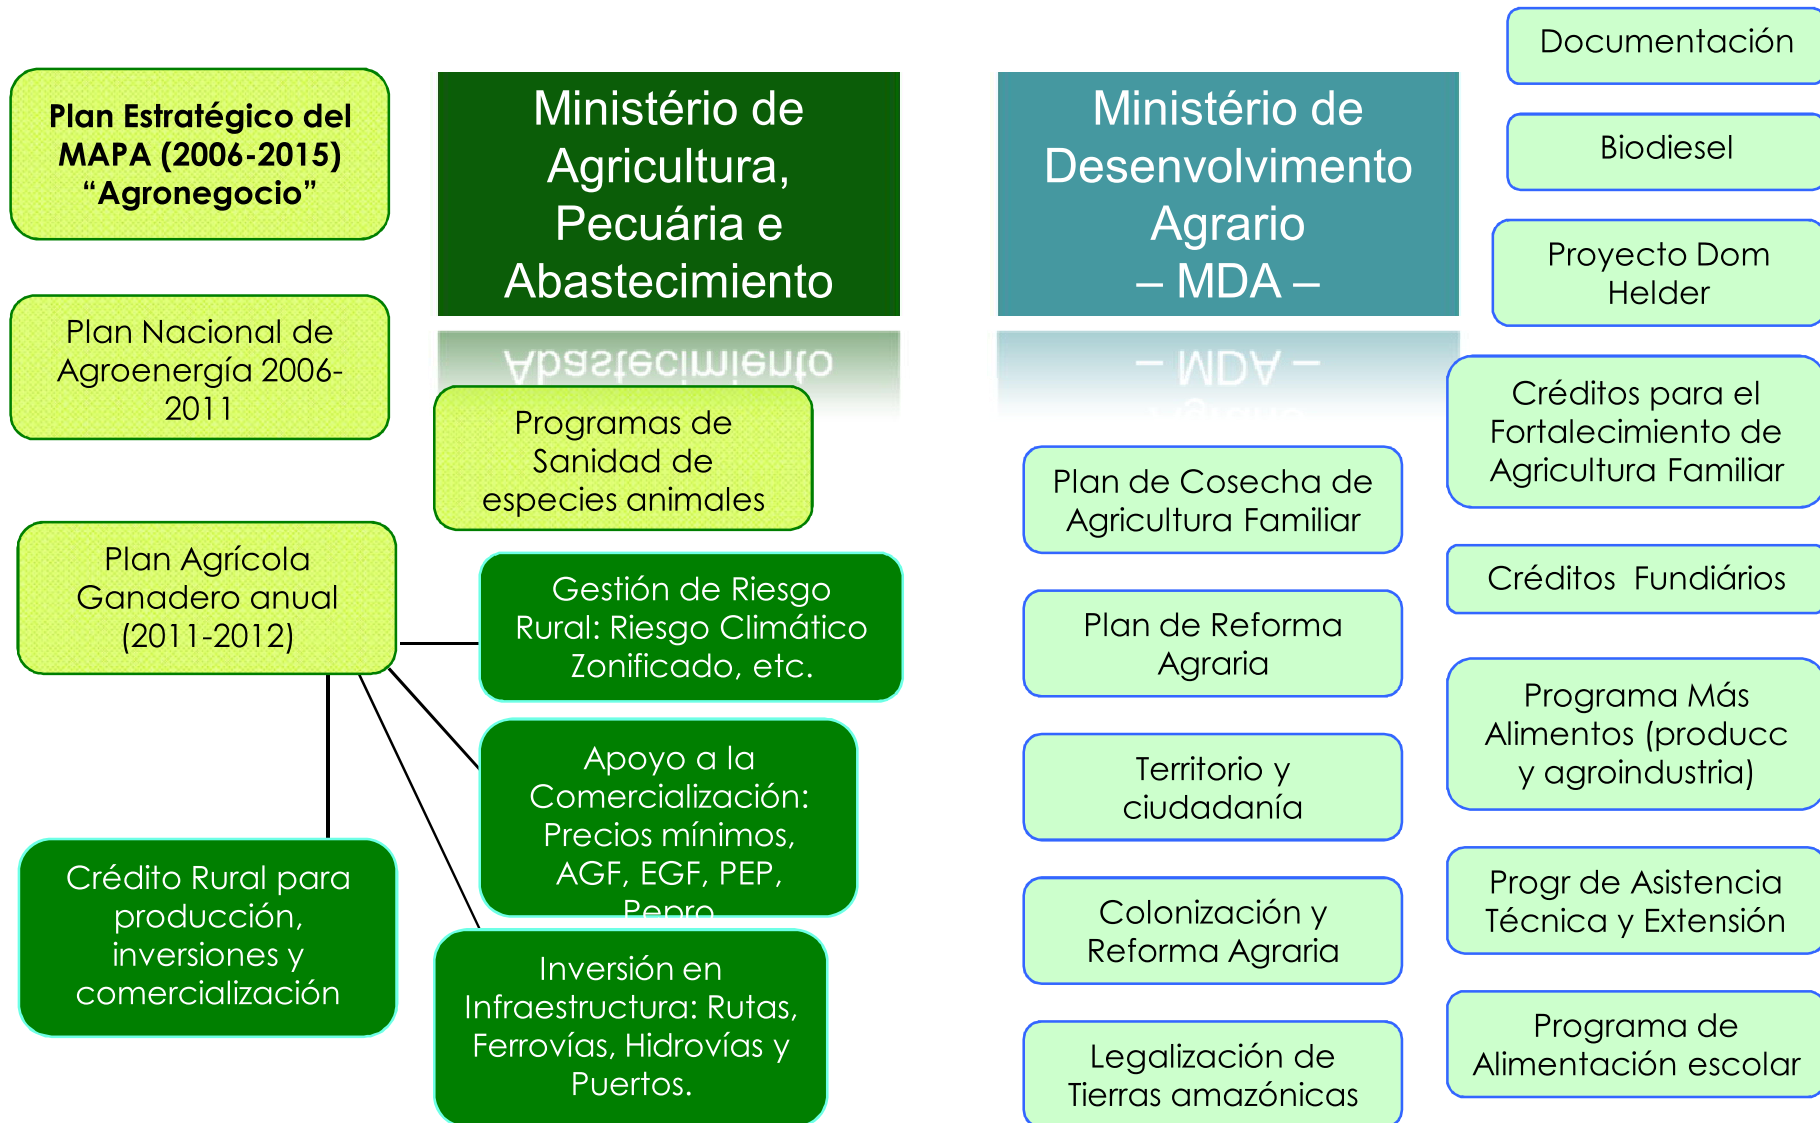 Plan Estratégico del
MAPA (2006-2015)
“Agronegocio”
Plan Nacional de
Agroenergía 2006-
2011
Plan Agrícola
Ganadero anual
(2011-2012)
Crédito Rural para
producción,
inversiones y
comercialización
Ministério de
Agricultura,
Pecuária e
Abastecimiento
Programas de
Sanidad de
especies animales
Gestión de Riesgo
Rural: Riesgo Climático
Zonificado, etc.
Apoyo a la
Comercialización:
Precios mínimos,
AGF, EGF, PEP,
Pepro
Inversión en
Infraestructura: Rutas,
Ferrovías, Hidrovías y
Puertos.
Ministério de
Desenvolvimento
Agrario
– MDA –
Plan de Cosecha de
Agricultura Familiar
Plan de Reforma
Agraria
Territorio y
ciudadanía
Colonización y
Reforma Agraria
Legalización de
Tierras amazónicas
Documentación
Biodiesel
Proyecto Dom
Helder
Créditos para el
Fortalecimiento de
Agricultura Familiar
Créditos Fundiários
Programa Más
Alimentos (producc
y agroindustria)
Progr de Asistencia
Técnica y Extensión
Programa de
Alimentación escolar